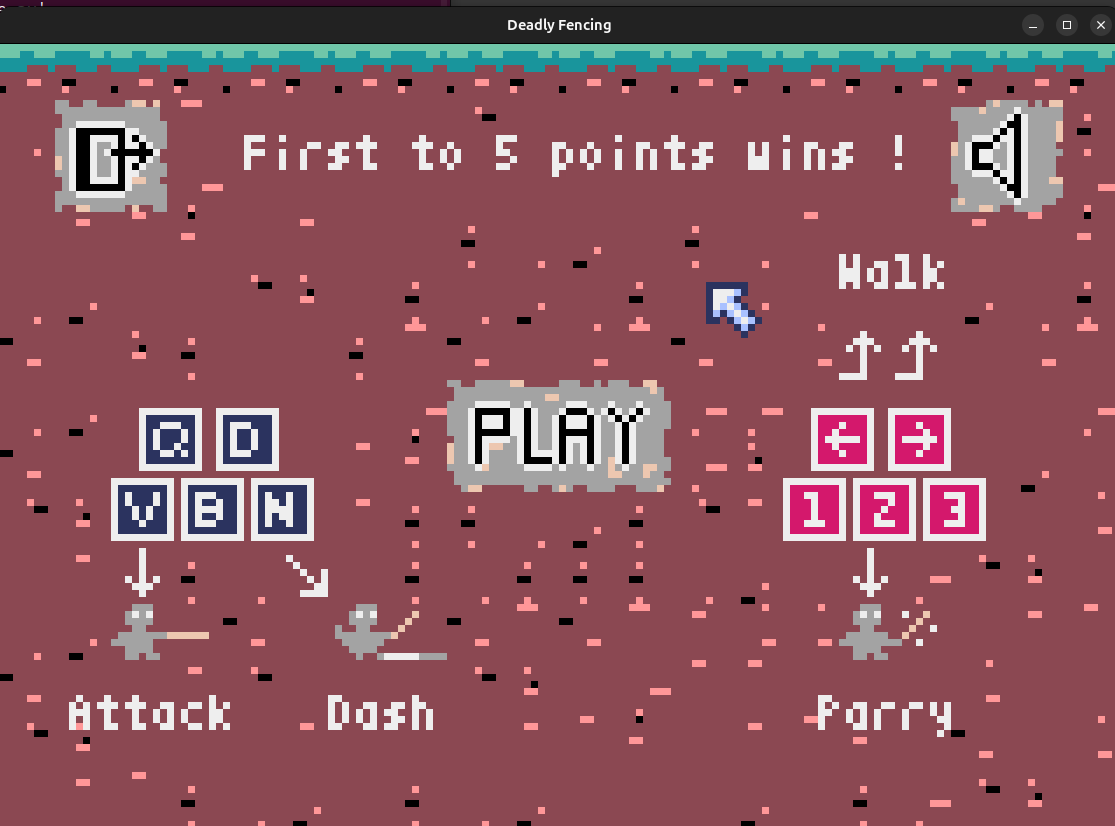 Deadly Fencing
First to 5 points wins !
Walk
PLAY
Q D
← →
V B N
1 2 3
Attack
Dash
Parry